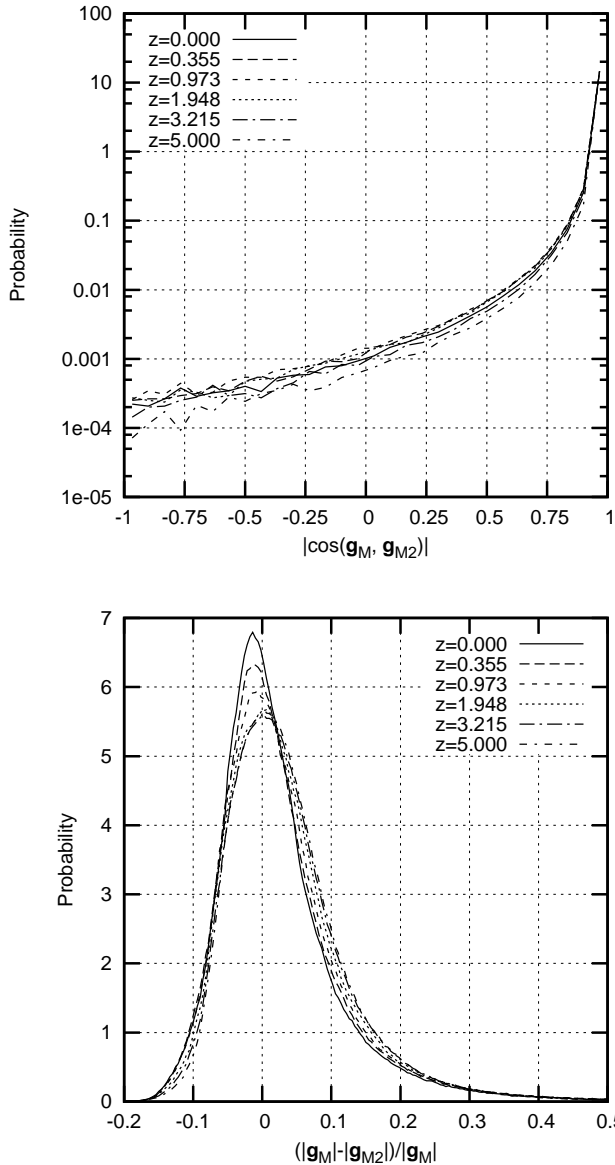 100
10
1
0.1
0.01
0.001
1e-04
1e-05
Probability
z=0.000
z=0.355
z=0.973
z=1.948
z=3.215
z=5.000
-1 -0.75 -0.5 -0.25 0 0.25 0.5 0.75 1
|cos(gM, gM2)|
7
6
5
4
3
2
1
0
Probability
z=0.000
z=0.355
z=0.973
z=1.948
z=3.215
z=5.000
-0.2 -0.1 0 0.1 0.2 0.3 0.4 0.5
(|gM|-|gM2|)/|gM|